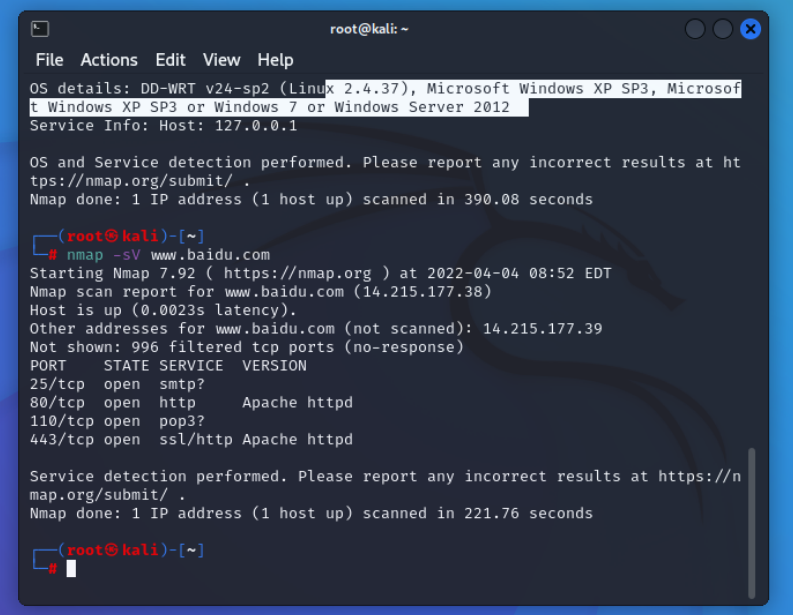 root@kali: ~
File Actions Edit View Help
OS details: DD-WRT v24-sp2 (Linux 2.4.37), Microsoft Windows XP SP3, Microsof
t Windows XP SP3 or Windows 7 or Windows Server 2012
Service Info: Host: 127.0.0.1
OS and Service detection performed. Please report any incorrect results at ht
tps://nmap.org/submit/ .
Nmap done: 1 IP address (1 host up) scanned in 390.08 seconds
┌──(root㉿kali)-[~]
└─# nmap -sV www.baidu.com
Starting Nmap 7.92 ( https://nmap.org ) at 2022-04-04 08:52 EDT
Nmap scan report for www.baidu.com (14.215.177.38)
Host is up (0.0023s latency).
Other addresses for www.baidu.com (not scanned): 14.215.177.39
Not shown: 996 filtered tcp ports (no-response)
PORT    STATE SERVICE  VERSION
25/tcp  open  smtp?
80/tcp  open  http     Apache httpd
110/tcp open  pop3?
443/tcp open  ssl/http Apache httpd
Service detection performed. Please report any incorrect results at https://n
map.org/submit/ .
Nmap done: 1 IP address (1 host up) scanned in 221.76 seconds
┌──(root㉿kali)-[~]
└─#